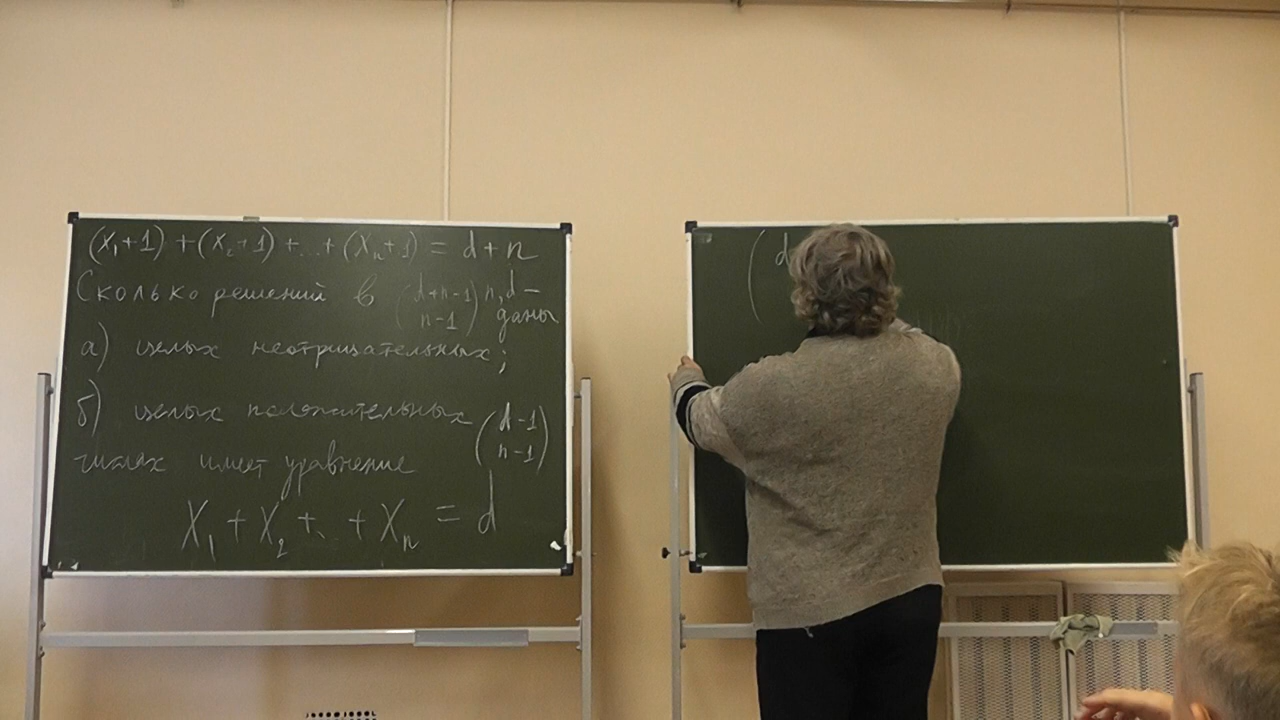 (x₁+1) + (x₂+1) + ... + (xₙ+1) = d + n
Сколько решений в (d+n-1 n-1) n, d – даны
а) целых неотрицательных;
б) целых положительных (d-1 n-1)
числах имеет уравнение
X₁ + X₂ + ... + Xₙ = d
(d